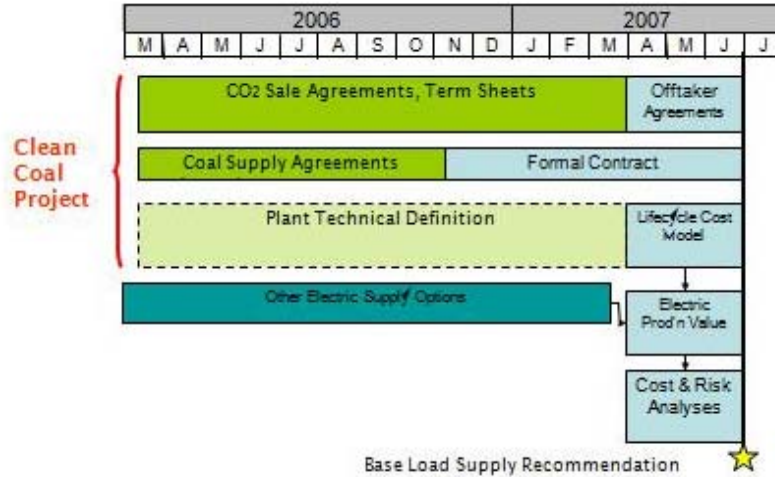 2006 2007
M A M J J A S O N D J F M A M J J
CO2 Sale Agreements, Term Sheets
Offtaker
Agreements
Clean
Coal
Project
Coal Supply Agreements
Formal Contract
Plant Technical Definition
Lifecycle Cost
Model
Other Electric Supply Options
Electric
Prod'n Value
Cost & Risk
Analyses
Base Load Supply Recommendation